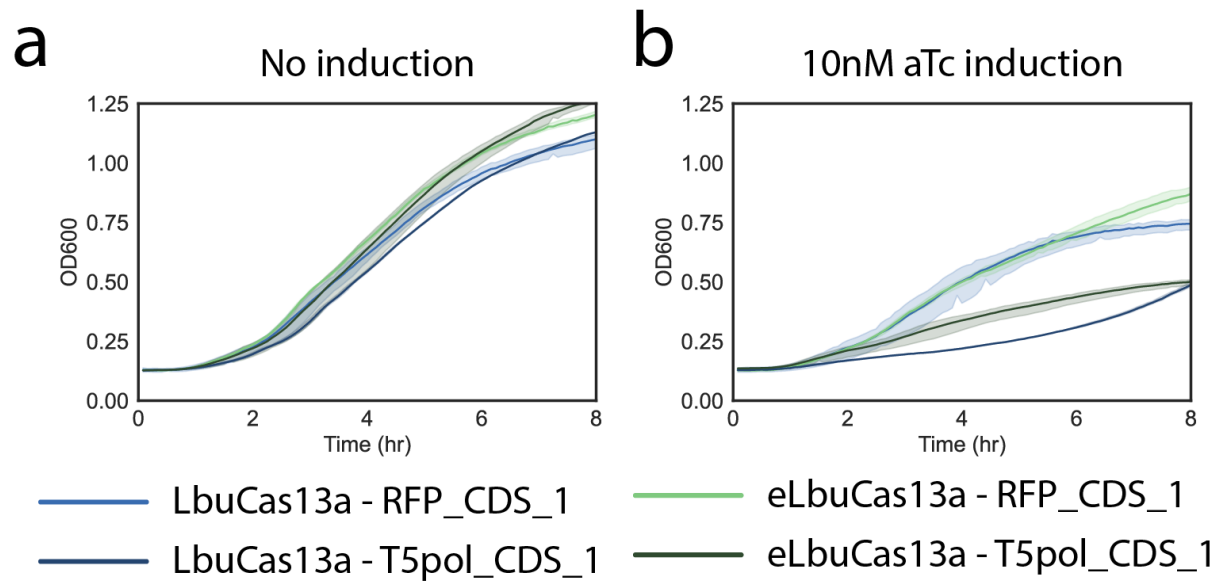 a
No induction
OD600
1.25
1.00
0.75
0.50
0.25
0.00
0 2 4 6 8
Time (hr)
b
10nM aTc induction
OD600
1.25
1.00
0.75
0.50
0.25
0.00
0 2 4 6 8
Time (hr)
LbuCas13a - RFP_CDS_1
LbuCas13a - T5pol_CDS_1
eLbuCas13a - RFP_CDS_1
eLbuCas13a - T5pol_CDS_1